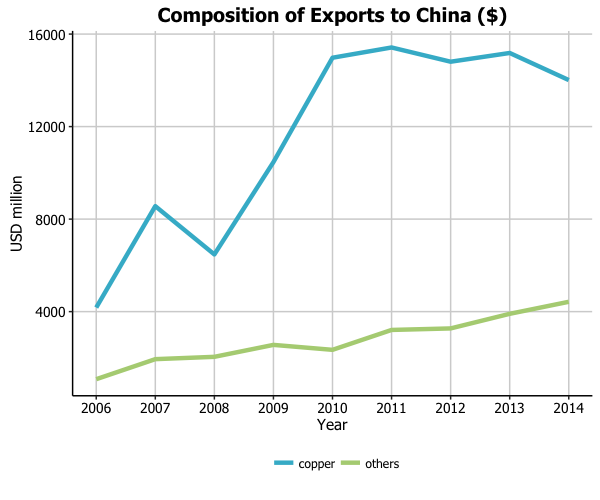 Composition of Exports to China ($)
16000
12000
8000
4000
USD million
2006 2007 2008 2009 2010 2011 2012 2013 2014
Year
copper others